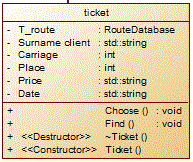 ticket
- T_route : RouteDatabase
- Surname client : std::string
- Carriage : int
- Place : int
- Price : std::string
- Date : std::string
+ Choose () : void
+ Find () : void
+ <<Destructor>> ~Ticket ()
+ <<Constructor>> Ticket ()